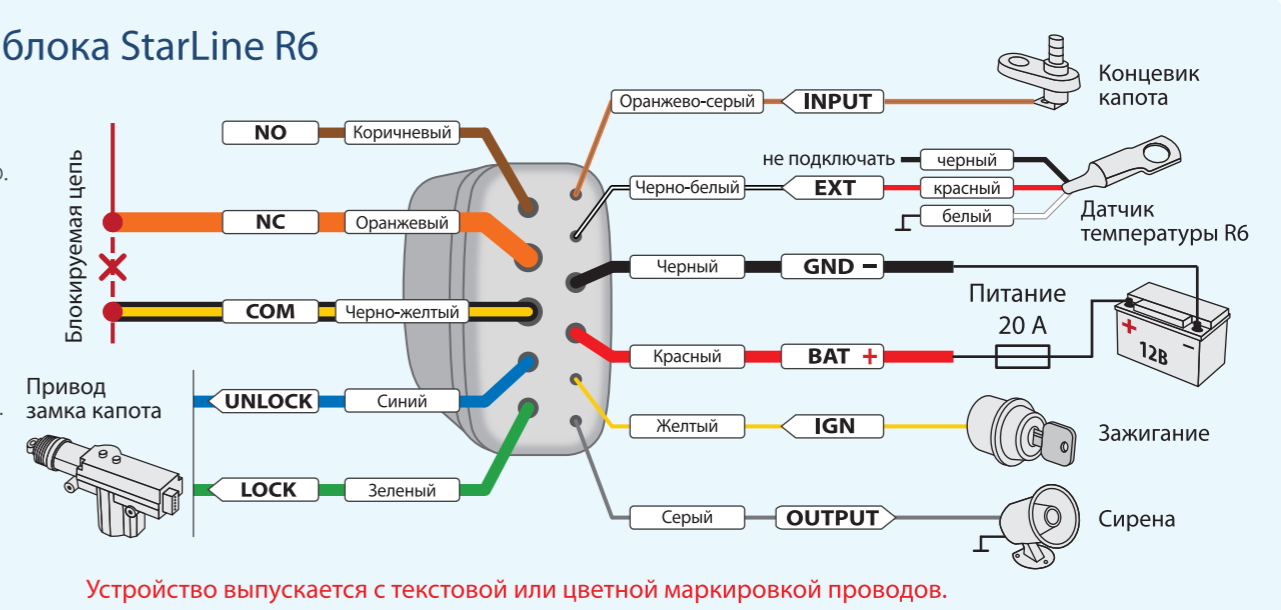 блока StarLine R6
NO
Коричневый
NC
Оранжевый
Блокируемая цепь
COM
Черно-желтый
Привод
замка капота
UNLOCK
Синий
LOCK
Зеленый
Оранжево-серый
INPUT
Концевик
капота
не подключать
черный
Черно-белый
EXT
красный
белый
Датчик
температуры R6
Черный
GND −
Питание
20 А
Красный
BAT +
+ −
12В
Желтый
IGN
Зажигание
Серый
OUTPUT
Сирена
Устройство выпускается с текстовой или цветной маркировкой проводов.